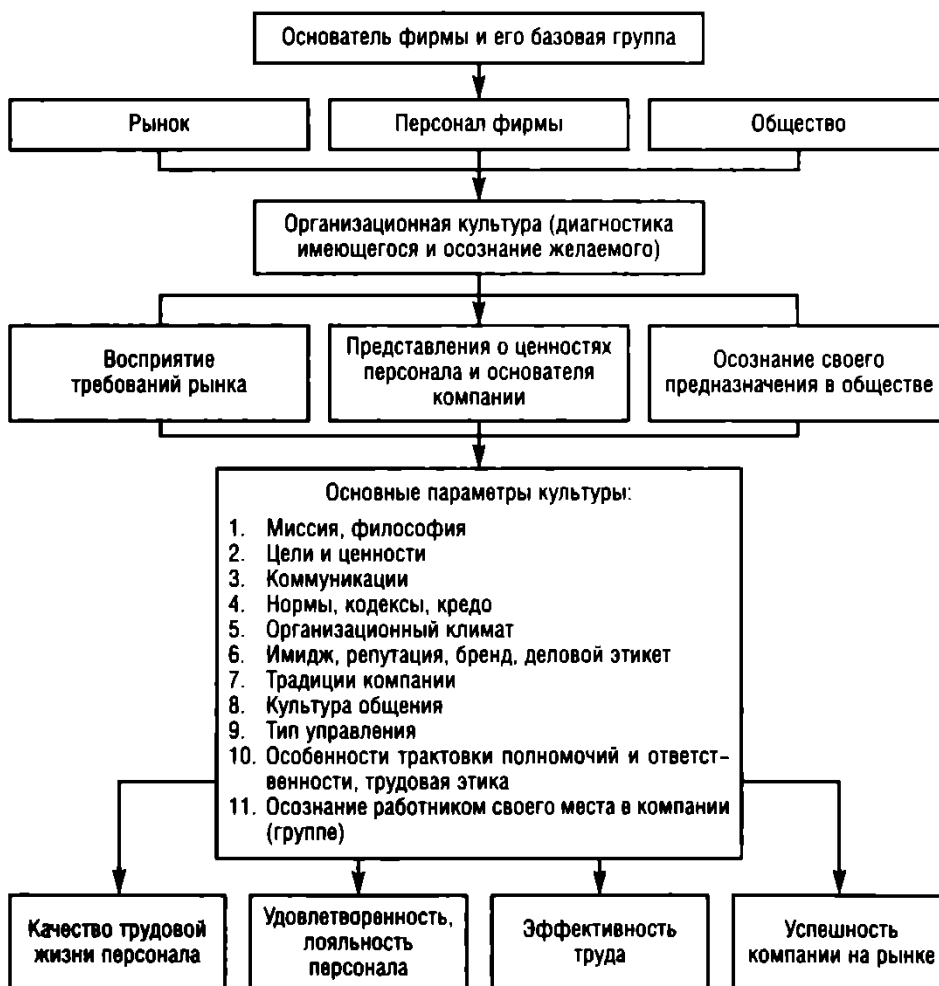 Основатель фирмы и его базовая группа
Рынок
Персонал фирмы
Общество
Организационная культура (диагностика
имеющегося и осознание желаемого)
Восприятие
требований рынка
Представления о ценностях
персонала и основателя
компании
Осознание своего
предназначения в обществе
Основные параметры культуры:
1. Миссия, философия
2. Цели и ценности
3. Коммуникации
4. Нормы, кодексы, кредо
5. Организационный климат
6. Имидж, репутация, бренд, деловой этикет
7. Традиции компании
8. Культура общения
9. Тип управления
10. Особенности трактовки полномочий и ответст-
венности, трудовая этика
11. Осознание работником своего места в компании
(группе)
Качество трудовой
жизни персонала
Удовлетворенность,
лояльность
персонала
Эффективность
труда
Успешность
компании на рынке